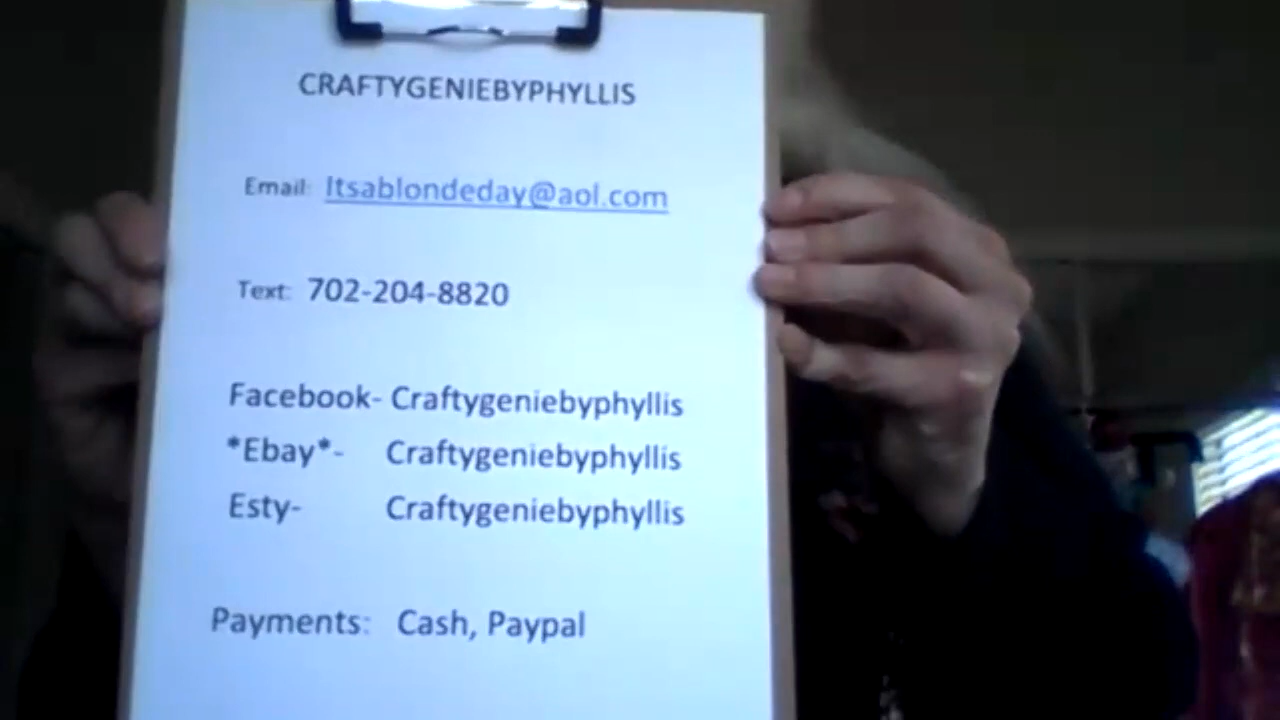 CRAFTYGENIEBYPHYLLIS
Email: Itsablondeday@aol.com
Text: 702-204-8820
Facebook- Craftygeniebyphyllis
*Ebay*- Craftygeniebyphyllis
Esty- Craftygeniebyphyllis
Payments: Cash, Paypal